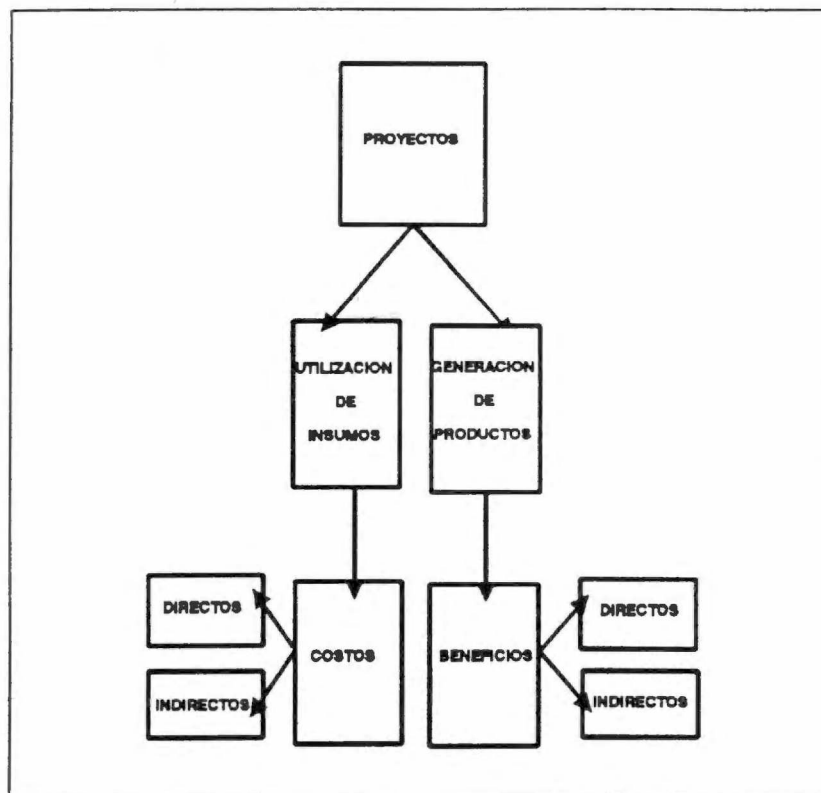 PROYECTOS
UTILIZACION
DE
INSUMOS
GENERACION
DE
PRODUCTOS
DIRECTOS
INDIRECTOS
COSTOS
BENEFICIOS
DIRECTOS
INDIRECTOS